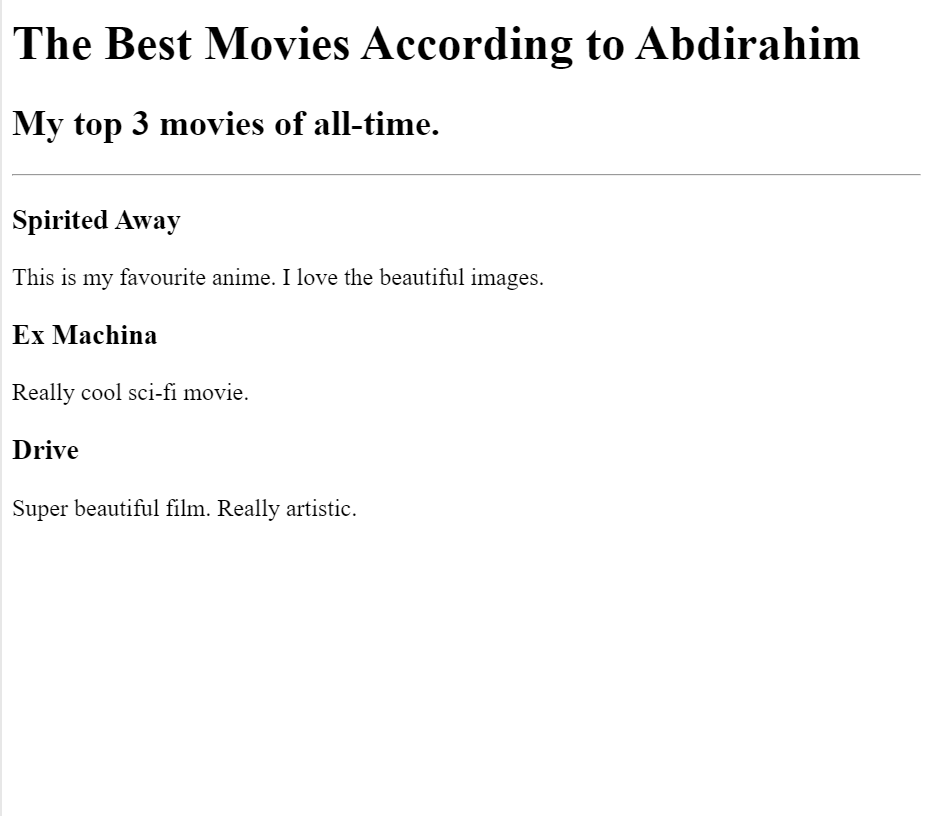 The Best Movies According to Abdirahim
My top 3 movies of all-time.
Spirited Away
This is my favourite anime. I love the beautiful images.
Ex Machina
Really cool sci-fi movie.
Drive
Super beautiful film. Really artistic.